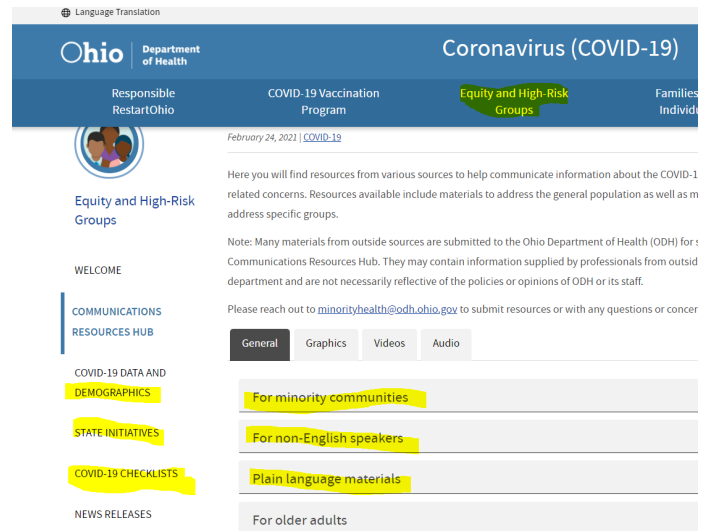 Language Translation
Ohio Department of Health
Coronavirus (COVID-19)
Responsible
RestartOhio
COVID-19 Vaccination
Program
Equity and High-Risk
Groups
Families
February 24, 2021 | COVID-19
Here you will find resources from various sources to help communicate information about the COVID-1
related concerns. Resources available include materials to address the general population as well as m
address specific groups.
Note: Many materials from outside sources are submitted to the Ohio Department of Health (ODH) for s
Communications Resources Hub. They may contain information supplied by professionals from outsid
department and are not necessarily reflective of the policies or opinions of ODH or its staff.
Please reach out to minorityhealth@odh.ohio.gov to submit resources or with any questions or concer
Equity and High-Risk
Groups
WELCOME
COMMUNICATIONS
RESOURCES HUB
COVID-19 DATA AND
DEMOGRAPHICS
STATE INITIATIVES
COVID-19 CHECKLISTS
NEWS RELEASES
General Graphics Videos Audio
For minority communities
For non-English speakers
Plain language materials
For older adults